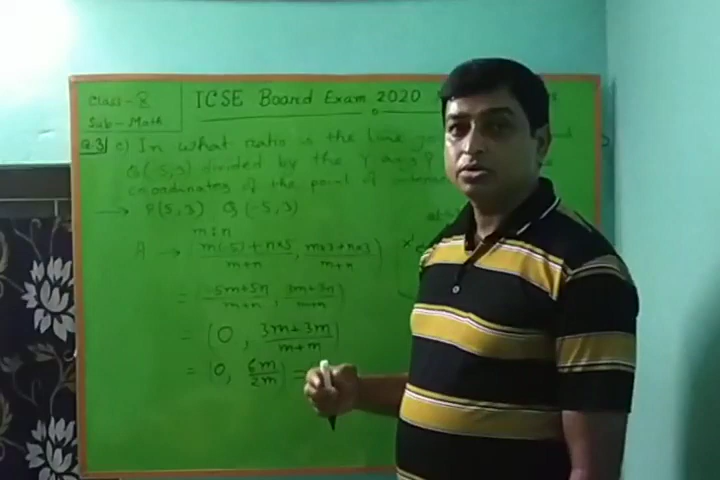 Class - 8
Sub - Math
ICSE Board Exam 2020
Q.3) c) In what ratio is the line
Q(-5,3) divided by the Y axis?
coordinates of the point of
→ P(5,3) Q(-5,3)
m:n
→ m(-5)+n×5/m+n, m×3+n×3/m+n)
= (-5m+5n/m+n, 3m+3n/m+n)
= (0, 3m+3m/m+m)
= (0, 6m/2m) =